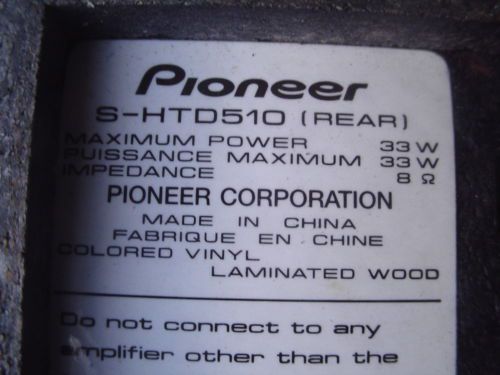 Pioneer
S-HTD510 (REAR)
MAXIMUM POWER 33 W
PUISSANCE MAXIMUM 33 W
IMPEDANCE 8 Ω
PIONEER CORPORATION
MADE IN CHINA
FABRIQUE EN CHINE
COLORED VINYL
LAMINATED WOOD
Do not connect to any
amplifier other than the